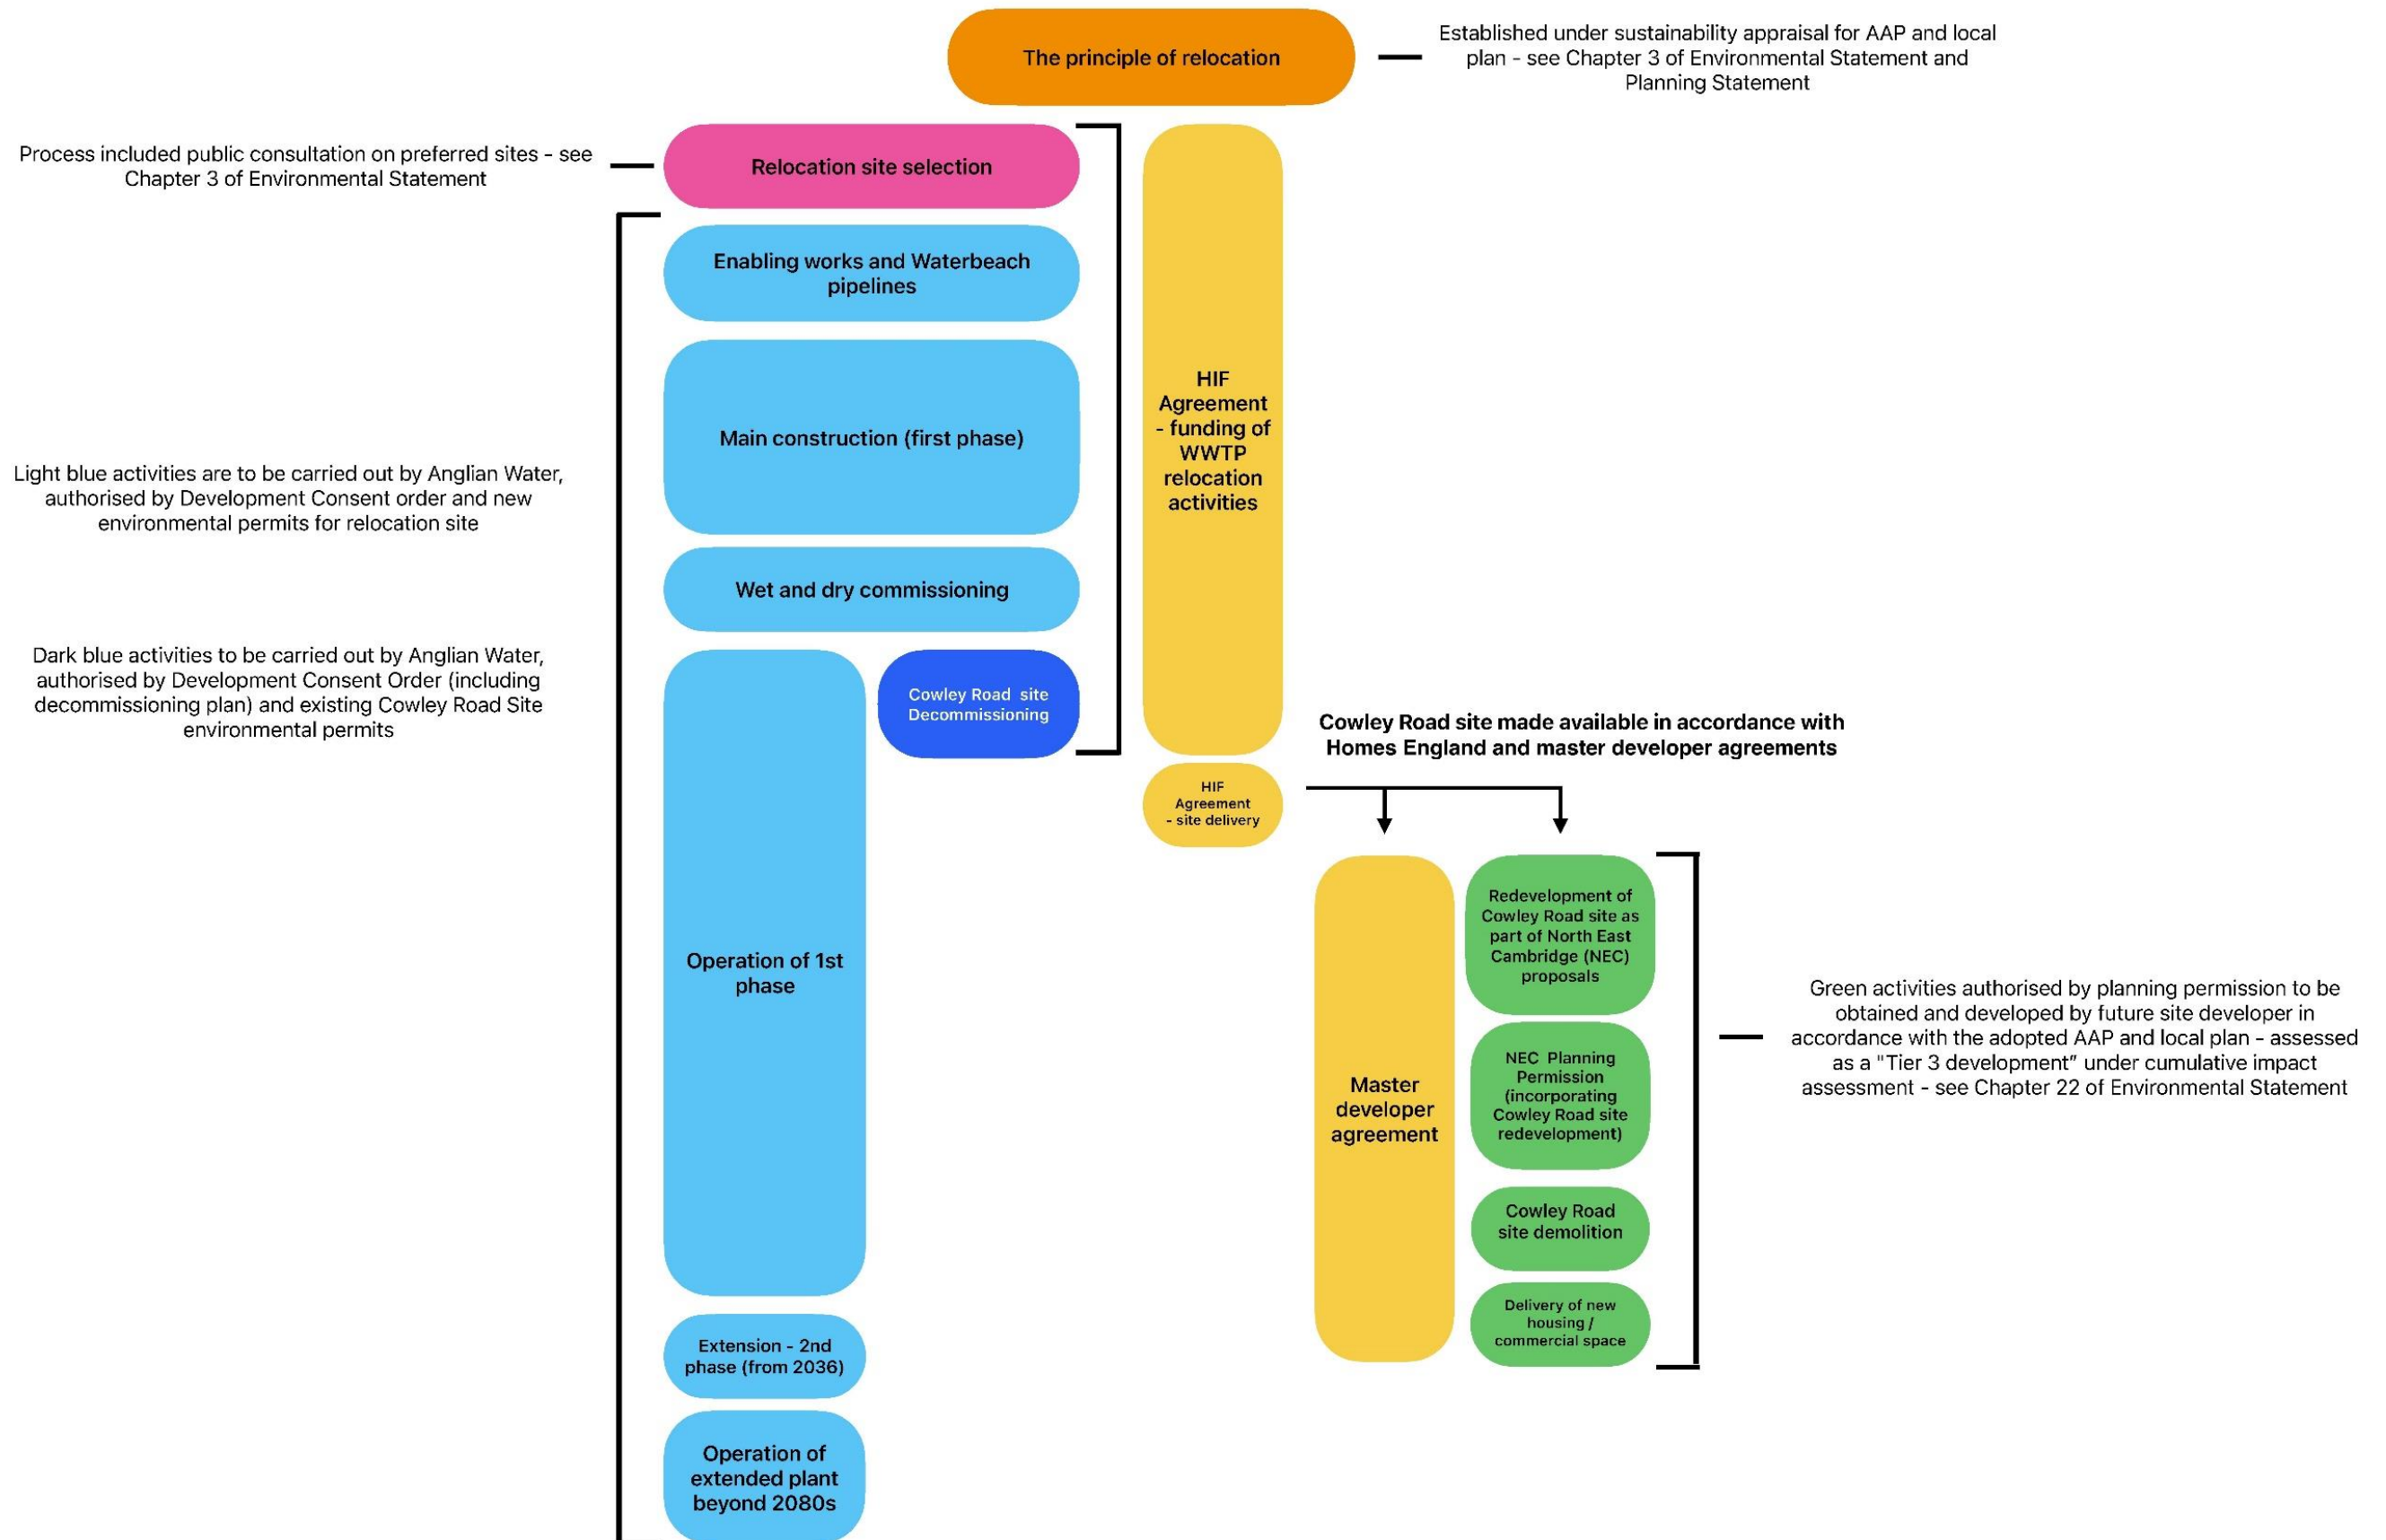 The principle of relocation
Established under sustainability appraisal for AAP and local
plan - see Chapter 3 of Environmental Statement and
Planning Statement
Process included public consultation on preferred sites - see
Chapter 3 of Environmental Statement
Relocation site selection
Enabling works and Waterbeach
pipelines
Main construction (first phase)
HIF
Agreement
- funding of
WWTP
relocation
activities
Light blue activities are to be carried out by Anglian Water,
authorised by Development Consent order and new
environmental permits for relocation site
Wet and dry commissioning
Dark blue activities to be carried out by Anglian Water,
authorised by Development Consent Order (including
decommissioning plan) and existing Cowley Road Site
environmental permits
Cowley Road site
Decommissioning
Cowley Road site made available in accordance with
Homes England and master developer agreements
HIF
Agreement
- site delivery
Operation of 1st
phase
Master
developer
agreement
Redevelopment of
Cowley Road site as
part of North East
Cambridge (NEC)
proposals
NEC Planning
Permission
(incorporating
Cowley Road site
redevelopment)
Cowley Road
site demolition
Delivery of new
housing /
commercial space
Green activities authorised by planning permission to be
obtained and developed by future site developer in
accordance with the adopted AAP and local plan - assessed
as a "Tier 3 development” under cumulative impact
assessment - see Chapter 22 of Environmental Statement
Extension - 2nd
phase (from 2036)
Operation of
extended plant
beyond 2080s